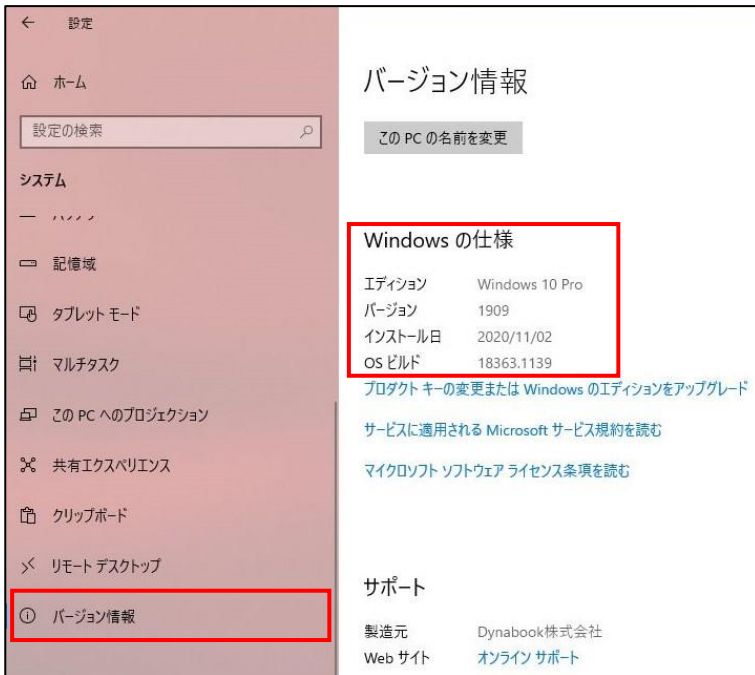 設定
ホーム
設定の検索
システム
記憶域
タブレット モード
マルチタスク
この PC へのプロジェクション
共有エクスペリエンス
クリップボード
リモート デスクトップ
バージョン情報
バージョン情報
この PC の名前を変更
Windows の仕様
エディション Windows 10 Pro
バージョン 1909
インストール日 2020/11/02
OS ビルド 18363.1139
プロダクト キーの変更または Windows のエディションをアップグレード
サービスに適用される Microsoft サービス規約を読む
マイクロソフト ソフトウェア ライセンス条項を読む
サポート
製造元 Dynabook株式会社
Web サイト オンライン サポート